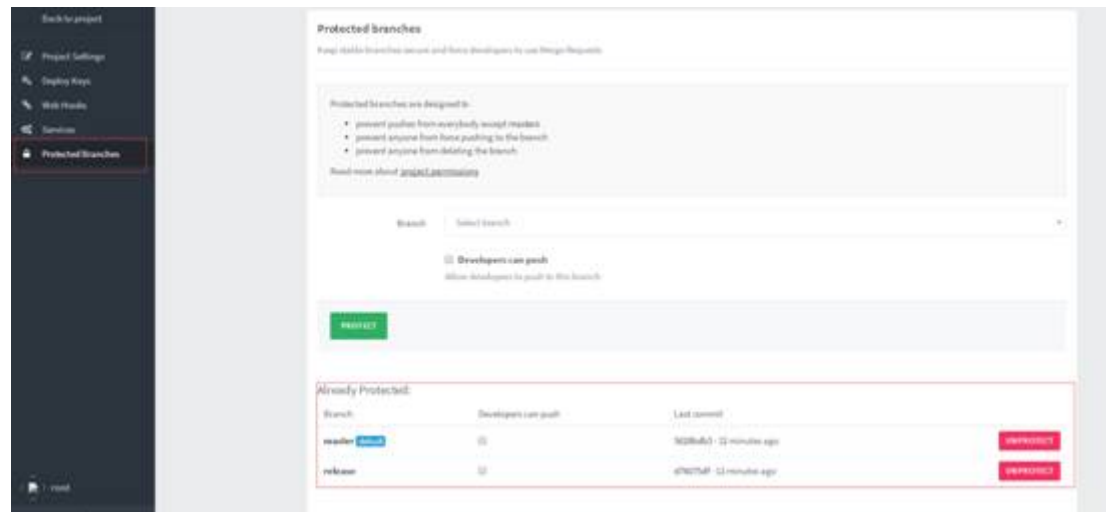 Back to project
Project Settings
Deploy Keys
Web Hooks
Services
Protected Branches
root
Protected branches
Keep stable branches secure and force developers to use Merge Requests
Protected branches are designed to
prevent pushes from everybody except masters
prevent anyone from force pushing to the branch
prevent anyone from deleting the branch
Read more about project permissions
Branch Select branch
Developers can push
Allow developers to push to this branch
PROTECT
Already Protected:
Branch Developers can push Last commit
master default 12 minutes ago UNPROTECT
release 12 minutes ago UNPROTECT